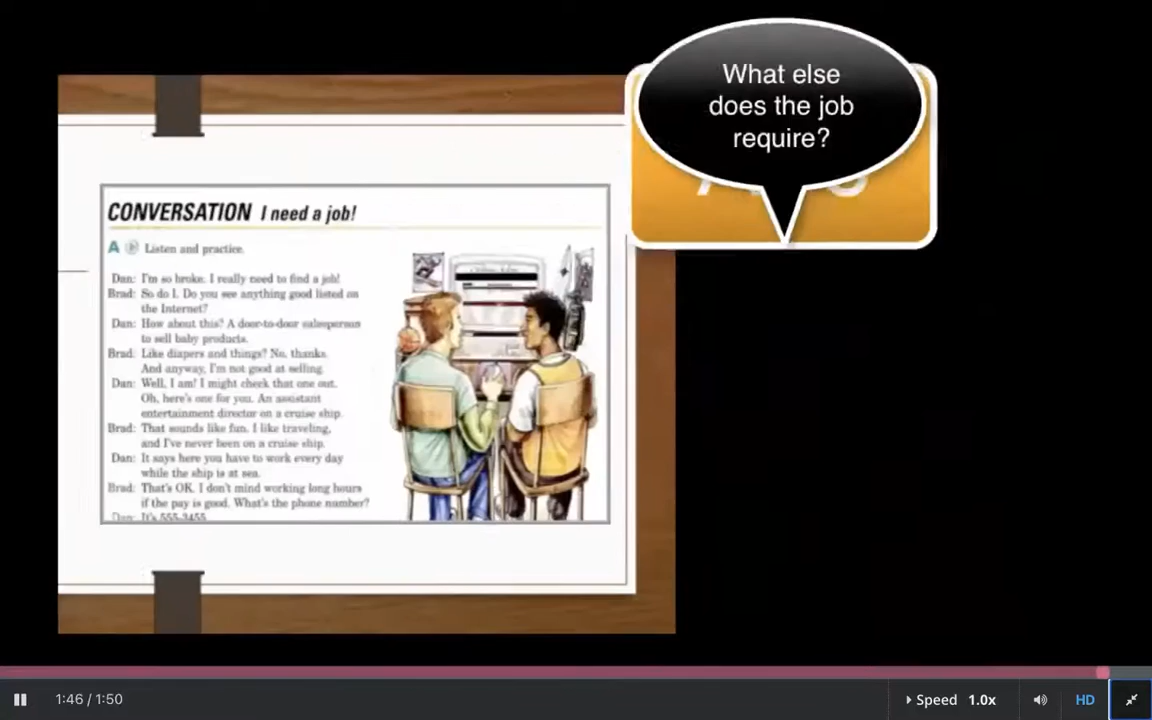 What else
does the job
require?
CONVERSATION I need a job!
A Listen and practice.
Dan: I'm so broke. I really need to find a job!
Brad: So do I. Do you see anything good listed on
the Internet?
Dan: How about this? A door-to-door salesperson
to sell baby products.
Brad: Like diapers and things? No, thanks.
And anyway, I'm not good at selling.
Dan: Well, I am! I might check that one out.
Oh, here's one for you. An assistant
entertainment director on a cruise ship.
Brad: That sounds like fun. I like traveling,
and I've never been on a cruise ship.
Dan: It says here you have to work every day
while the ship is at sea.
Brad: That's OK. I don't mind working long hours
if the pay is good. What's the phone number?
Dan: It's 555-3455.
1:46 / 1:50
Speed 1.0x
HD